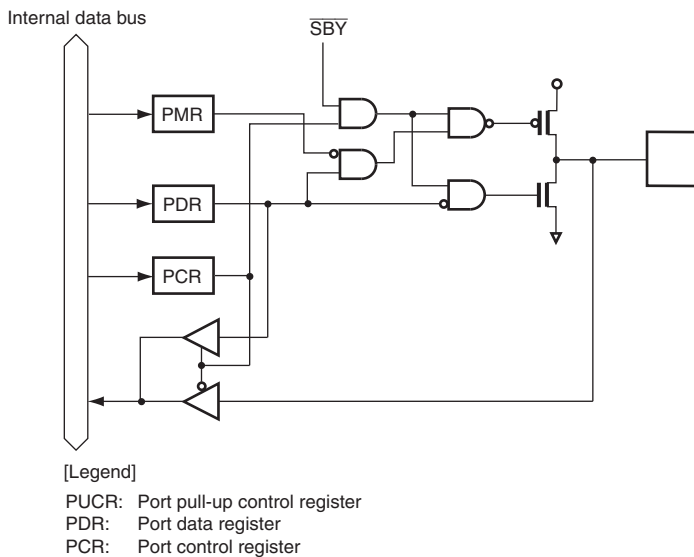 Internal data bus
SBY
PMR
PDR
PCR
[Legend]
PUCR: Port pull-up control register
PDR: Port data register
PCR: Port control register